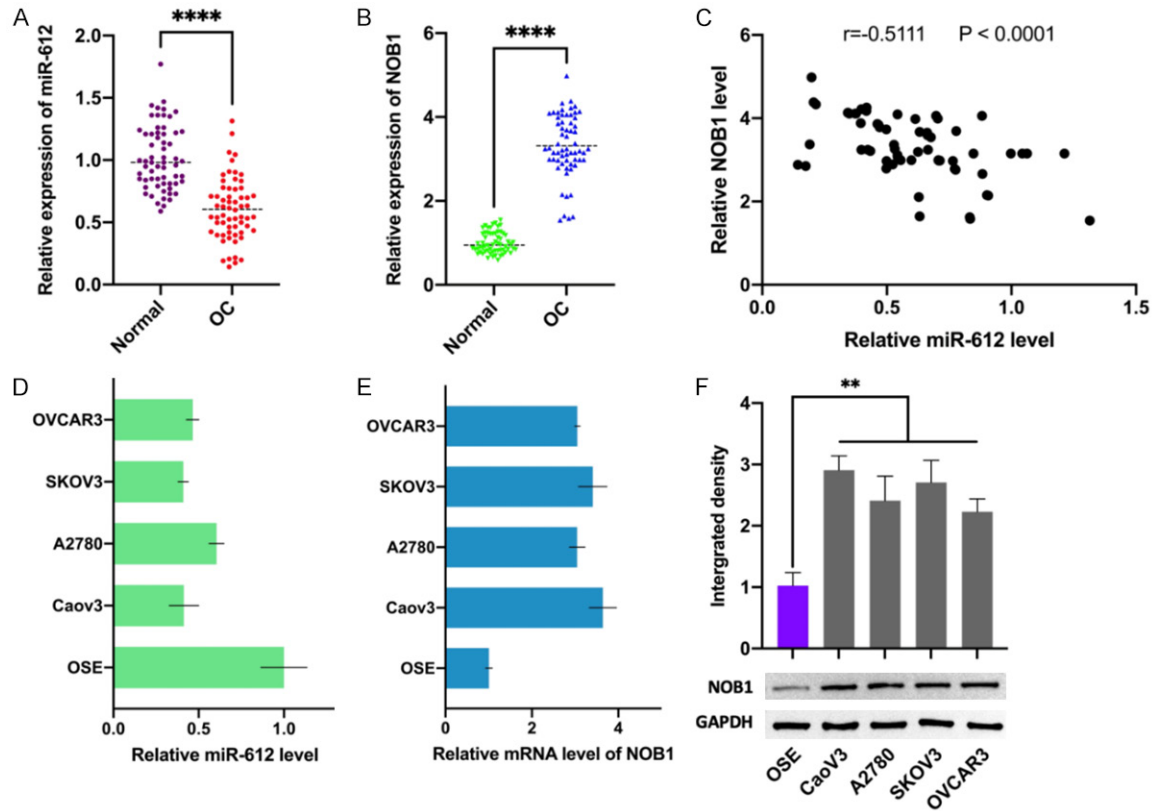 A
****
Relative expression of miR-612
2.0
1.5
1.0
0.5
0.0
Normal
OC
B
****
Relative expression of NOB1
6
4
2
0
Normal
OC
C
r=-0.5111 P < 0.0001
Relative NOB1 level
6
4
2
0
0.0 0.5 1.0 1.5
Relative miR-612 level
D
OVCAR3
SKOV3
A2780
Caov3
OSE
0.0 0.5 1.0
Relative miR-612 level
E
OVCAR3
SKOV3
A2780
Caov3
OSE
0 2 4
Relative mRNA level of NOB1
F
**
Intergrated density
4
3
2
1
0
NOB1
GAPDH
OSE
CaoV3
A2780
SKOV3
OVCAR3